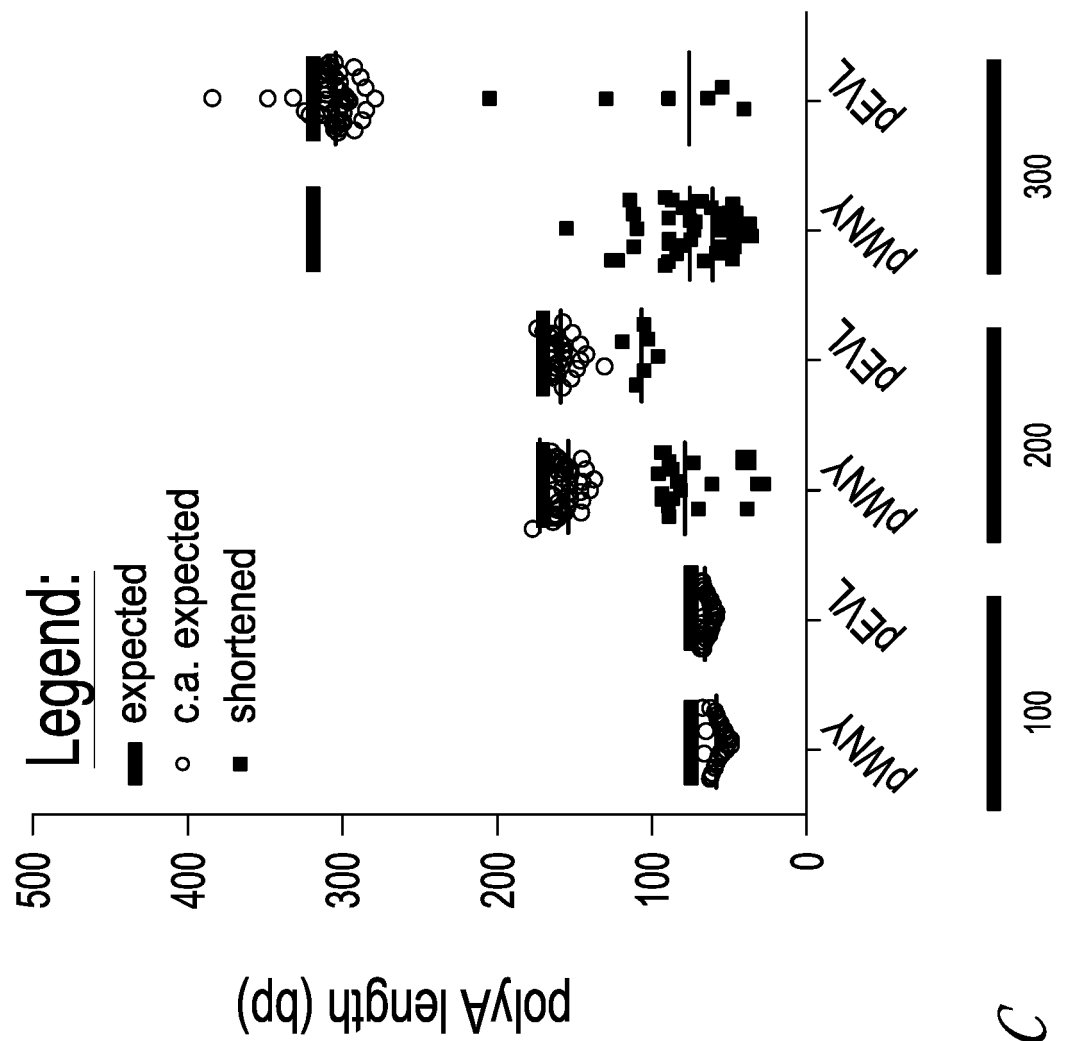 Legend:
expected
c.a. expected
shortened
500
400
300
200
100
0
polyA length (bp)
pWNY
pEVL
pWNY
pEVL
pWNY
pEVL
100
200
300
C